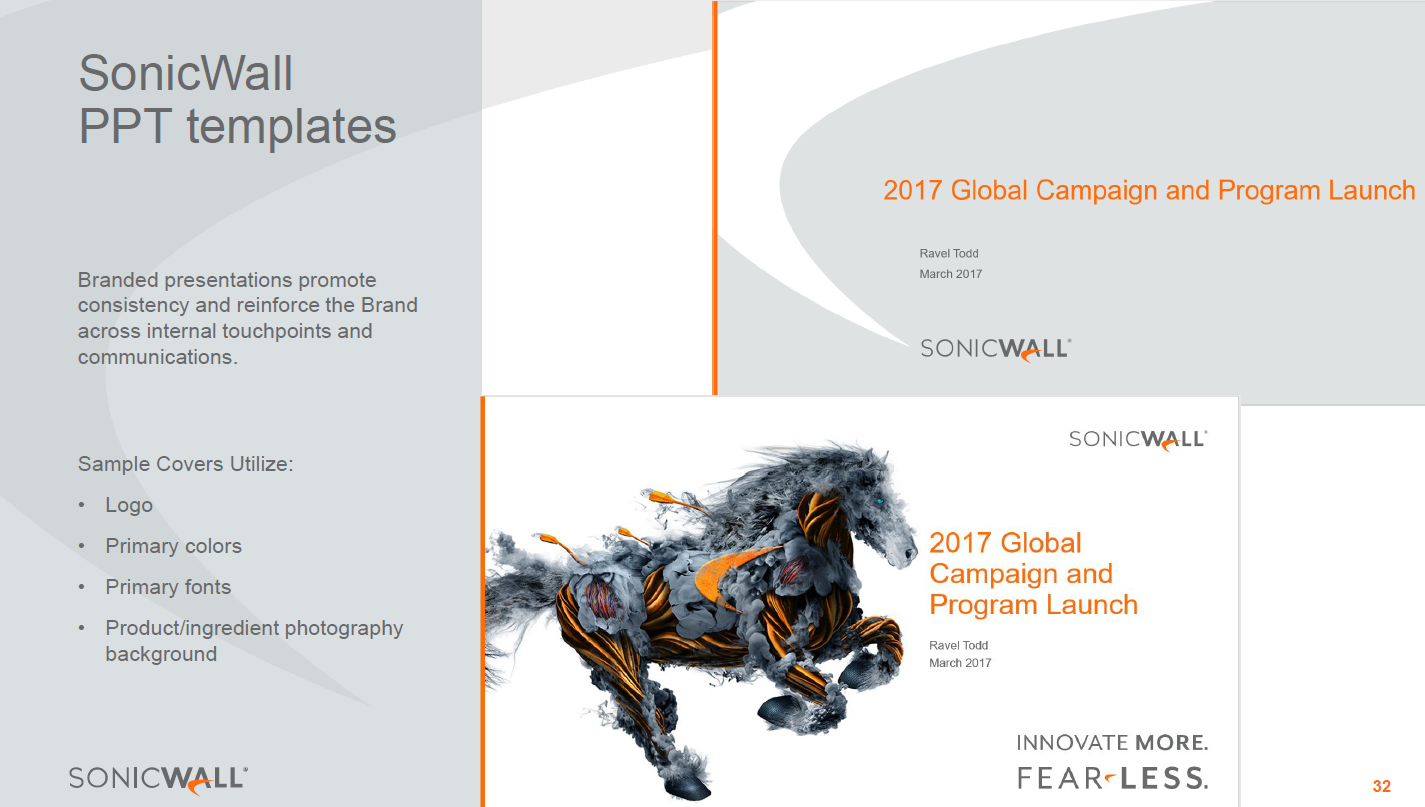 SonicWall
PPT templates
Branded presentations promote
consistency and reinforce the Brand
across internal touchpoints and
communications.
Sample Covers Utilize:
• Logo
• Primary colors
• Primary fonts
• Product/ingredient photography
background
SONICWALL®
2017 Global Campaign and Program Launch
Ravel Todd
March 2017
SONICWALL®
SONICWALL®
2017 Global
Campaign and
Program Launch
Ravel Todd
March 2017
INNOVATE MORE.
FEAR LESS.
32